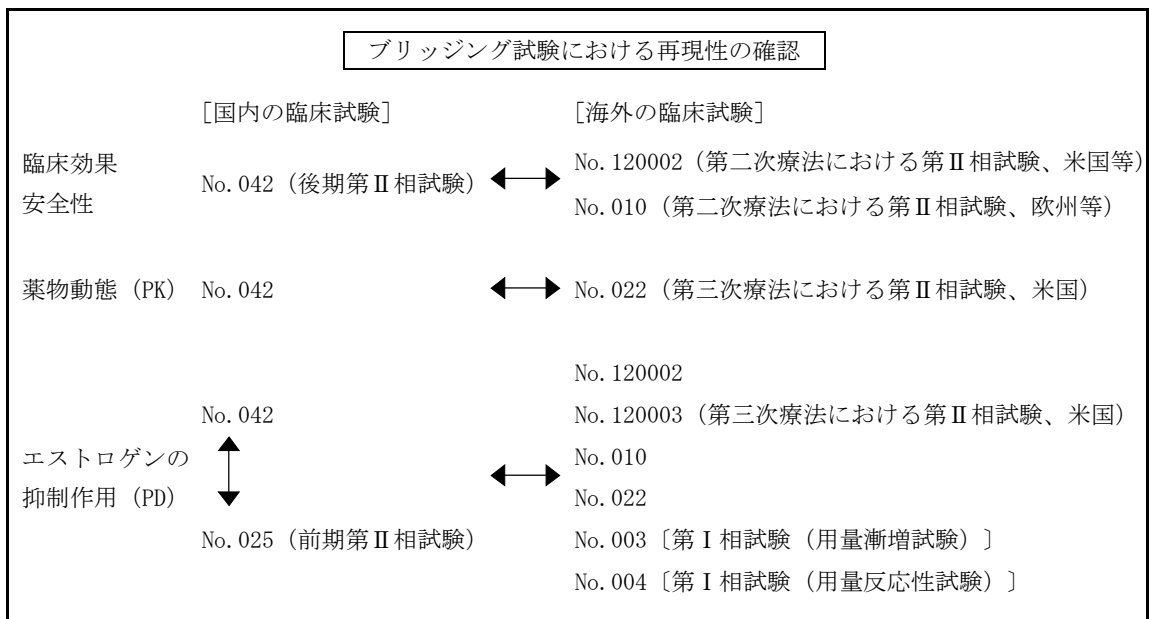 ブリッジング試験における再現性の確認
[国内の臨床試験] [海外の臨床試験]
臨床効果
安全性
No.042（後期第Ⅱ相試験）
No.120002（第二次療法における第Ⅱ相試験、米国等）
No.010（第二次療法における第Ⅱ相試験、欧州等）
薬物動態（PK） No.042 No.022（第三次療法における第Ⅱ相試験、米国）
No.120002
No.042 No.120003（第三次療法における第Ⅱ相試験、米国）
エストロゲンの No.010
抑制作用（PD） No.022
No.025（前期第Ⅱ相試験） No.003〔第Ⅰ相試験（用量漸増試験）〕
No.004〔第Ⅰ相試験（用量反応性試験）〕